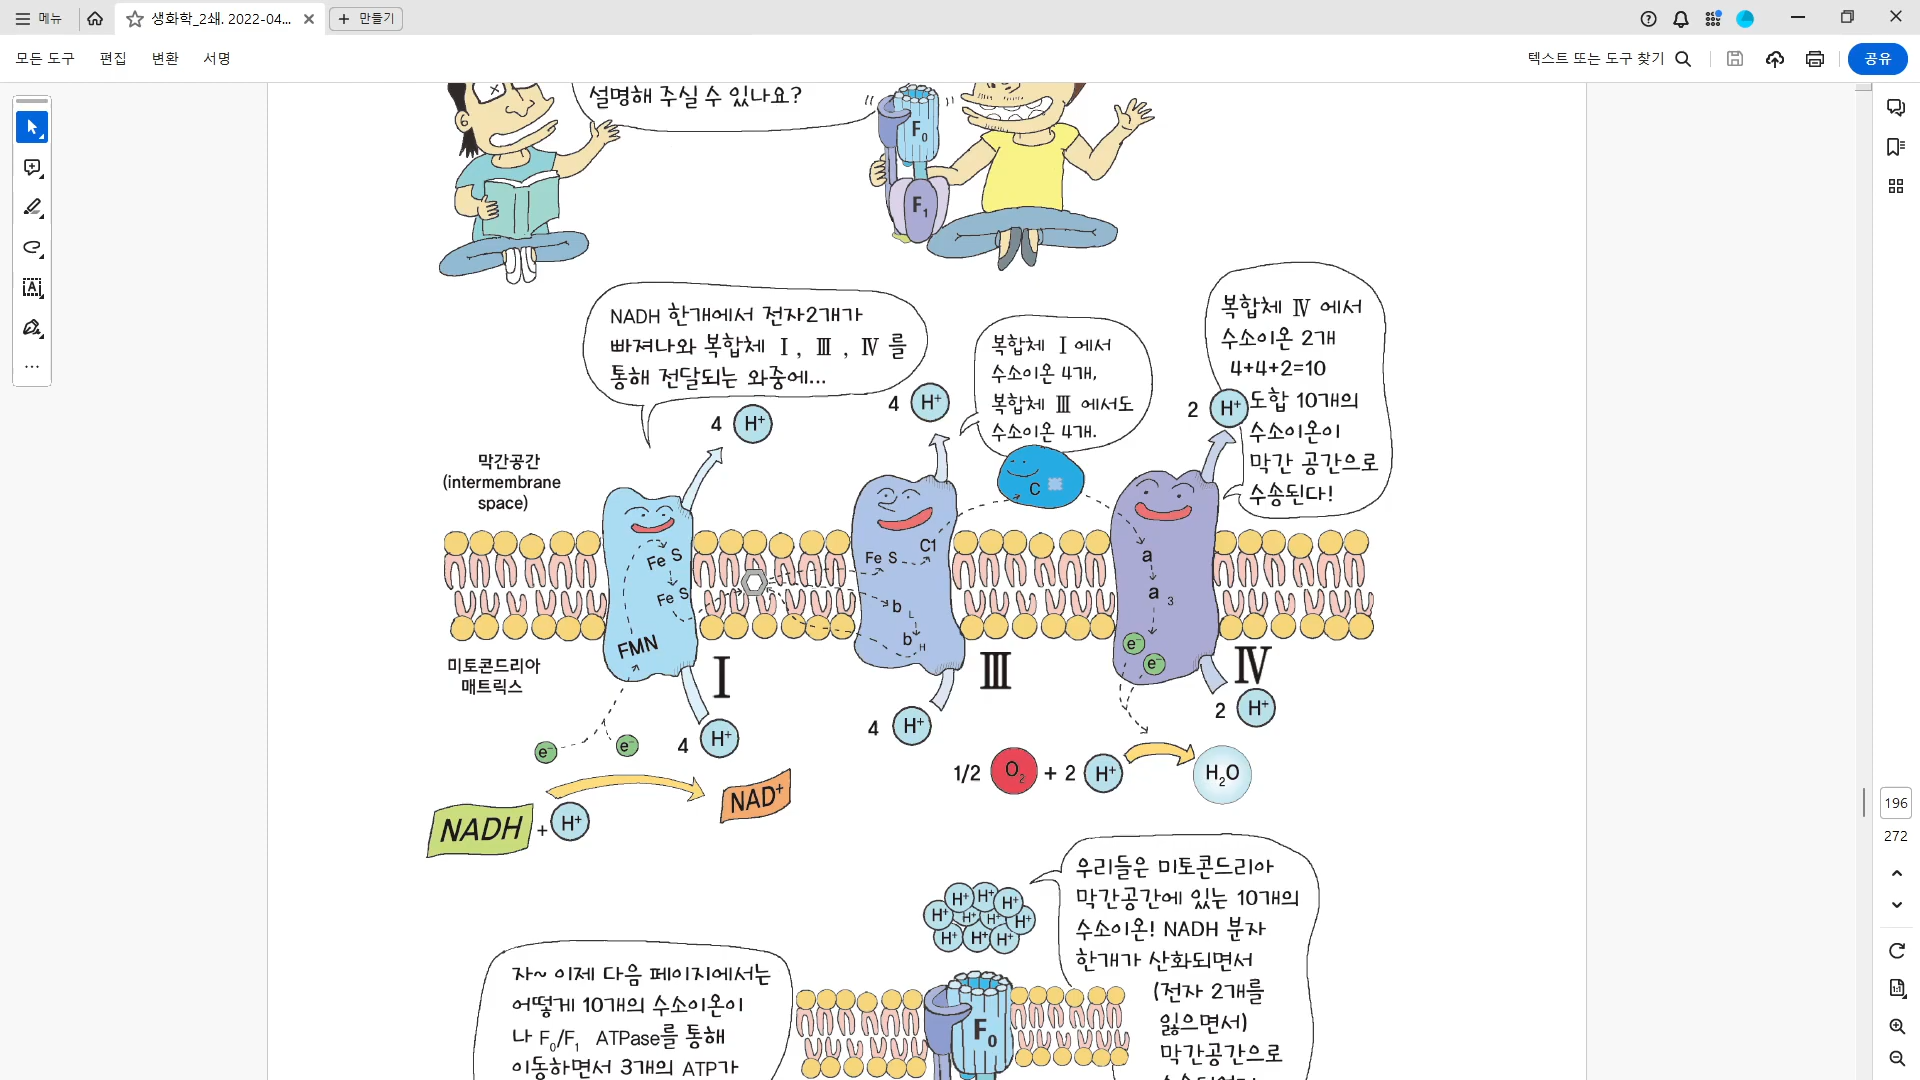 메뉴
생화학_2쇄. 2022-04...
만들기
모든 도구
편집
변환
서명
텍스트 또는 도구 찾기
공유
설명해 주실 수 있나요?
F0
F1
NADH 한개에서 전자2개가
빠져나와 복합체 Ⅰ, Ⅲ, Ⅳ 를
통해 전달되는 와중에...
복합체 Ⅰ 에서
수소이온 4개,
복합체 Ⅲ 에서도
수소이온 4개.
복합체 Ⅳ 에서
수소이온 2개
4+4+2=10
도합 10개의
수소이온이
막간 공간으로
수송된다!
4 H+
4 H+
2 H+
막간공간
(intermembrane
space)
C
Fe S
Fe S
FMN
Fe S
C1
bL
bH
a
a3
e-
e-
미토콘드리아
매트릭스
Ⅰ
Ⅲ
Ⅳ
4 H+
4 H+
2 H+
e-
e-
1/2 O2 + 2 H+
H2O
NADH + H+
NAD+
우리들은 미토콘드리아
막간공간에 있는 10개의
수소이온! NADH 분자
한개가 산화되면서
(전자 2개를
잃으면서)
막간공간으로
H+ H+ H+
H+ H+ H+ H+
H+ H+ H+
자~ 이제 다음 페이지에서는
어떻게 10개의 수소이온이
나 F0/F1 ATPase를 통해
이동하면서 3개의 ATP가
F0
196
272